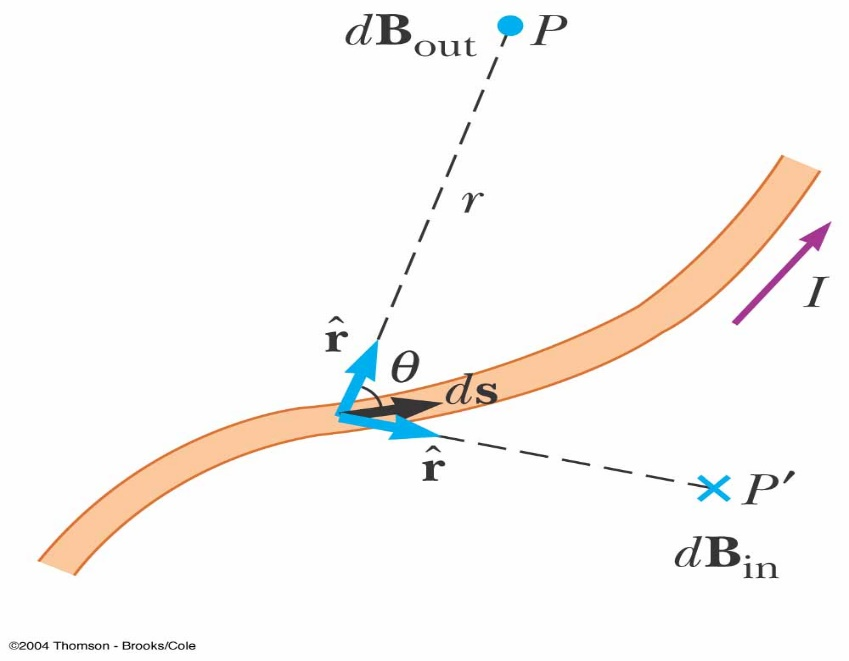 dB_out P
r
I
r̂ θ
ds
r̂
P′
dB_in
©2004 Thomson - Brooks/Cole